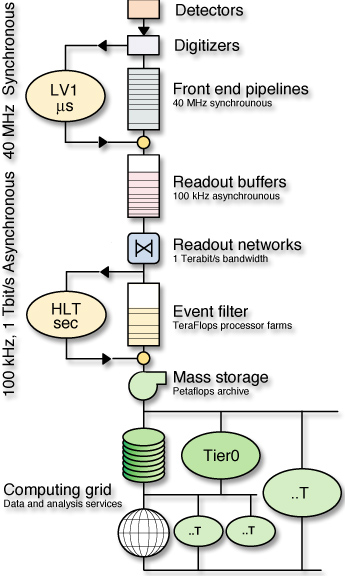 Detectors
Digitizers
40 MHz Synchronous
LV1
μs
Front end pipelines
40 MHz synchrounous
Readout buffers
100 kHz asynchrounous
100 kHz, 1 Tbit/s Asynchronous
Readout networks
1 Terabit/s bandwidth
HLT
sec
Event filter
TeraFlops processor farms
Mass storage
Petaflops archive
Tier0
..T
Computing grid
Data and analysis services
..T
..T